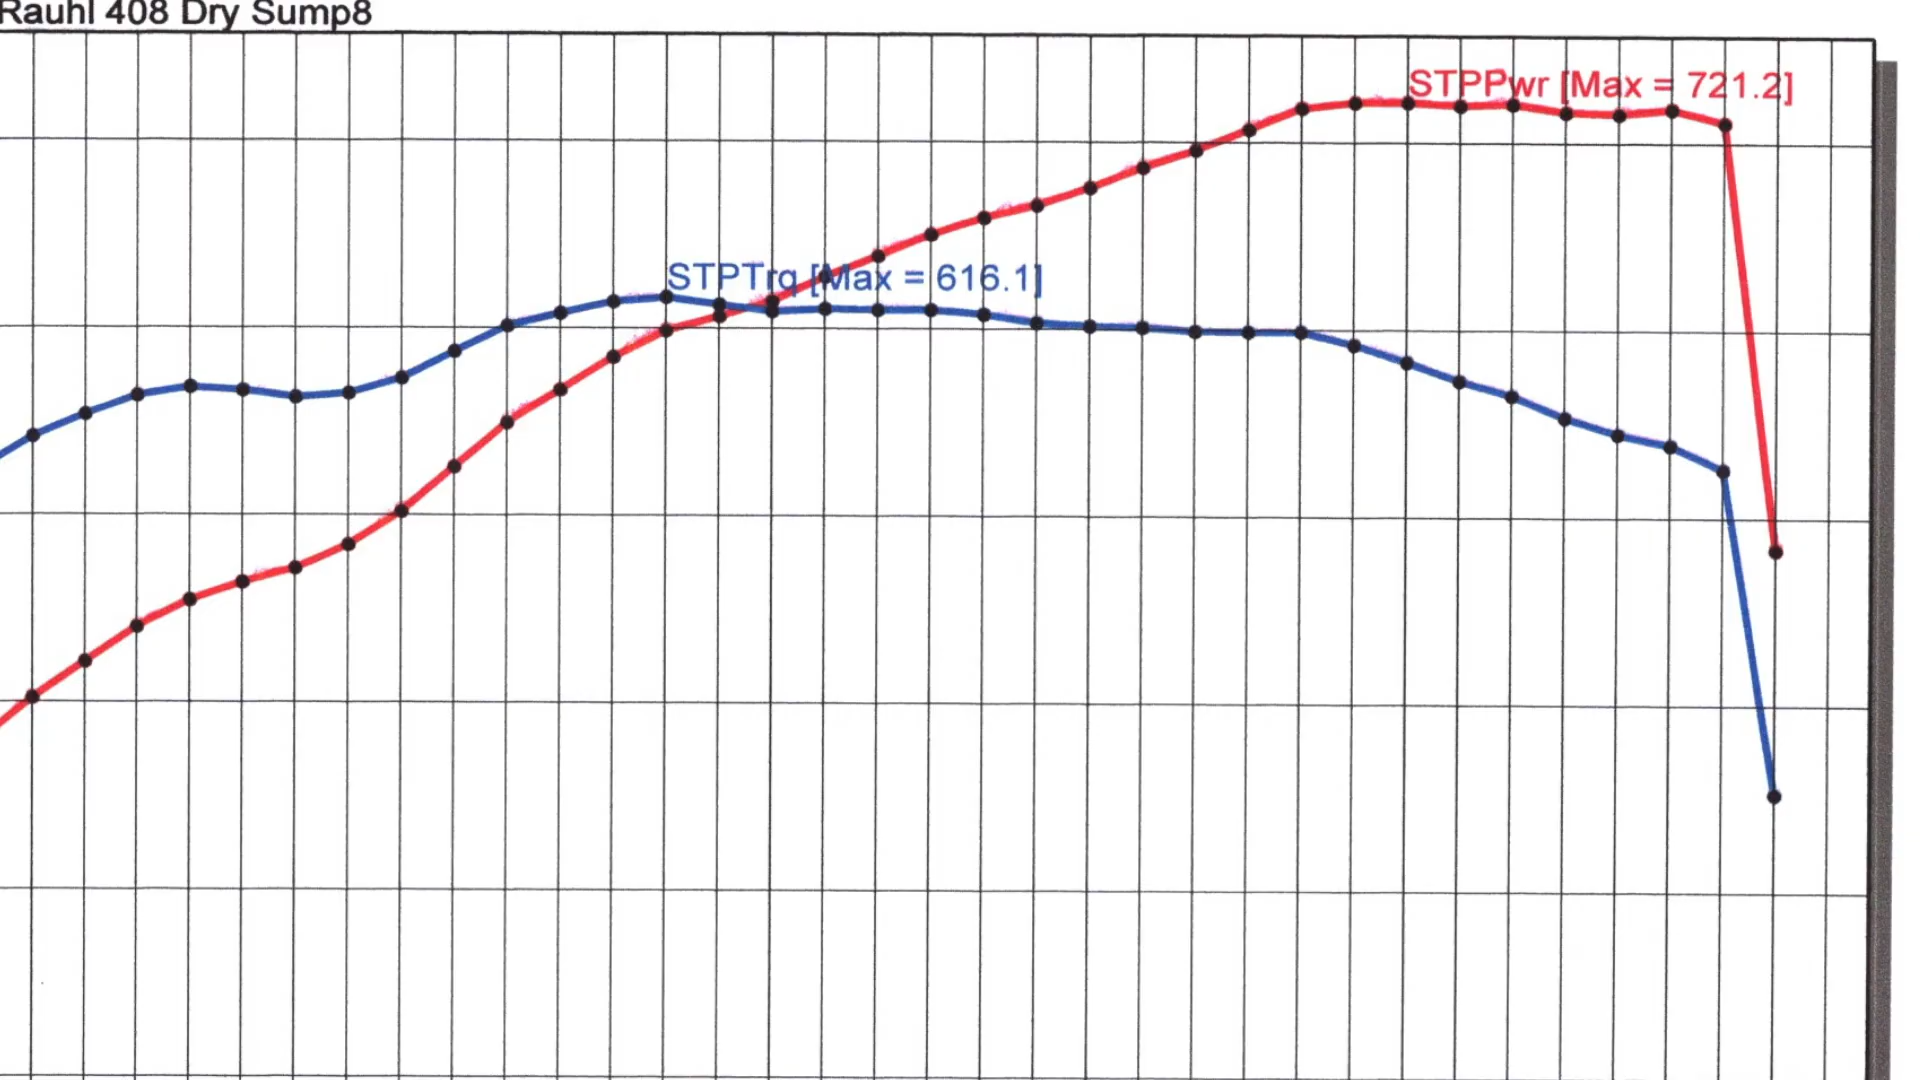 Rauhl 408 Dry Sump8
STPPwr [Max = 721.2]
STPTrq [Max = 616.1]